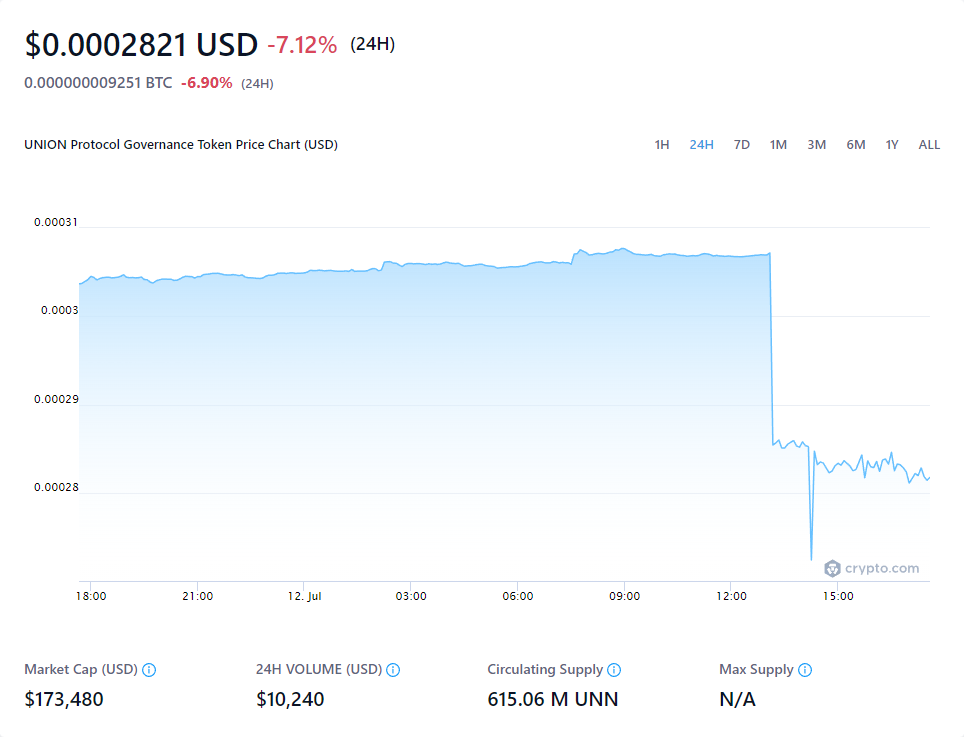 $0.0002821 USD -7.12% (24H)
0.000000009251 BTC -6.90% (24H)
UNION Protocol Governance Token Price Chart (USD) 1H 24H 7D 1M 3M 6M 1Y ALL
0.00031
0.0003
0.00029
0.00028
crypto.com
18:00 21:00 12. Jul 03:00 06:00 09:00 12:00 15:00
Market Cap (USD) 24H VOLUME (USD) Circulating Supply Max Supply
$173,480 $10,240 615.06 M UNN N/A